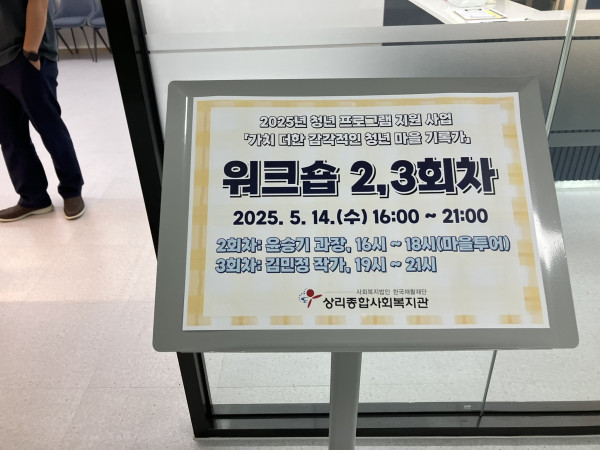 2025년 청년 프로그램 지원 사업
「가치 더한 감각적인 청년 마을 기록가」
워크숍 2,3회차
2025. 5. 14.(수) 16:00 ~ 21:00
2회차: 윤승기 과장, 16시 ~ 18시(마을투어)
3회차: 김민정 작가, 19시 ~ 21시
사회복지법인 한국재활재단
상리종합사회복지관